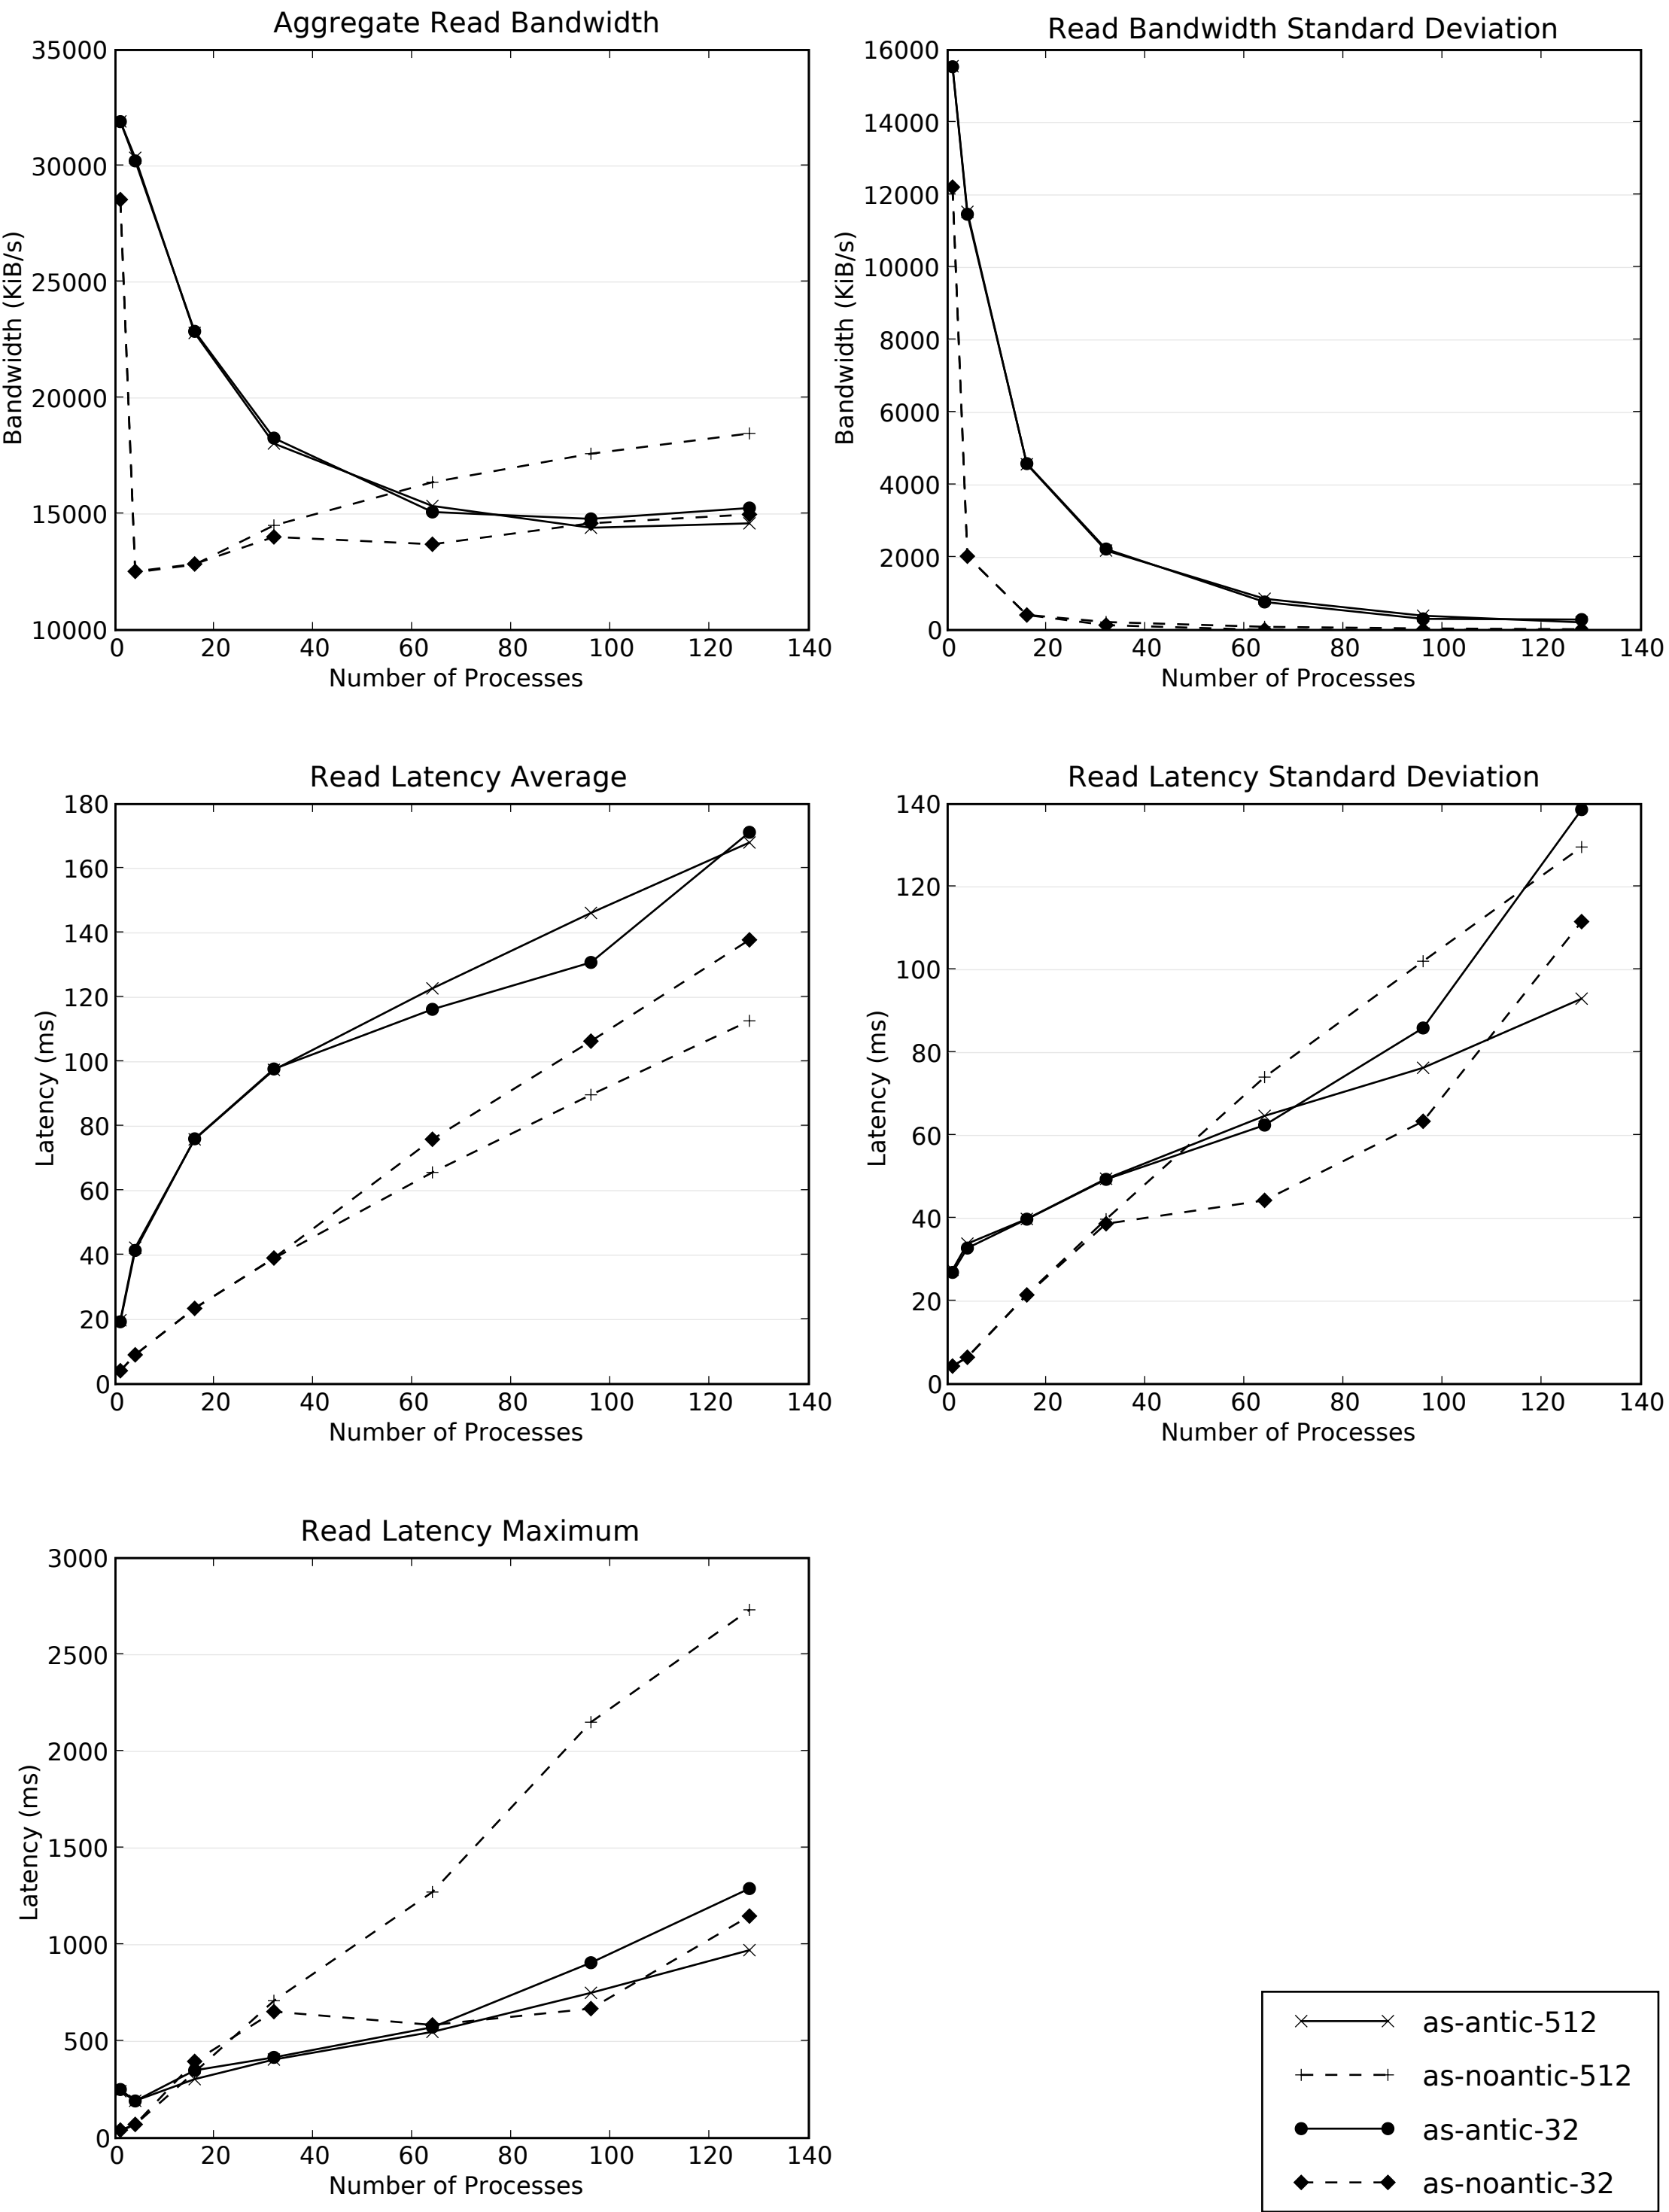 Aggregate Read Bandwidth
35000
30000
25000
20000
15000
10000
Bandwidth (KiB/s)
0 20 40 60 80 100 120 140
Number of Processes
Read Bandwidth Standard Deviation
16000
14000
12000
10000
8000
6000
4000
2000
0
Bandwidth (KiB/s)
0 20 40 60 80 100 120 140
Number of Processes
Read Latency Average
180
160
140
120
100
80
60
40
20
0
Latency (ms)
0 20 40 60 80 100 120 140
Number of Processes
Read Latency Standard Deviation
140
120
100
80
60
40
20
0
Latency (ms)
0 20 40 60 80 100 120 140
Number of Processes
Read Latency Maximum
3000
2500
2000
1500
1000
500
0
Latency (ms)
0 20 40 60 80 100 120 140
Number of Processes
as-antic-512
as-noantic-512
as-antic-32
as-noantic-32